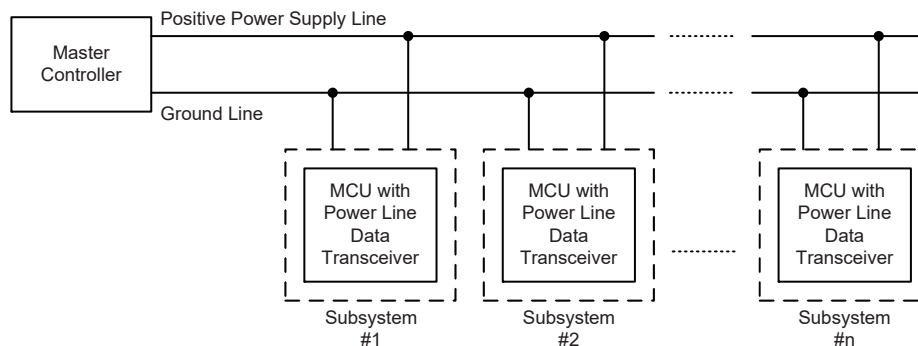 Positive Power Supply Line
Master
Controller
Ground Line
MCU with
Power Line
Data
Transceiver
MCU with
Power Line
Data
Transceiver
MCU with
Power Line
Data
Transceiver
Subsystem
#1
Subsystem
#2
Subsystem
#n